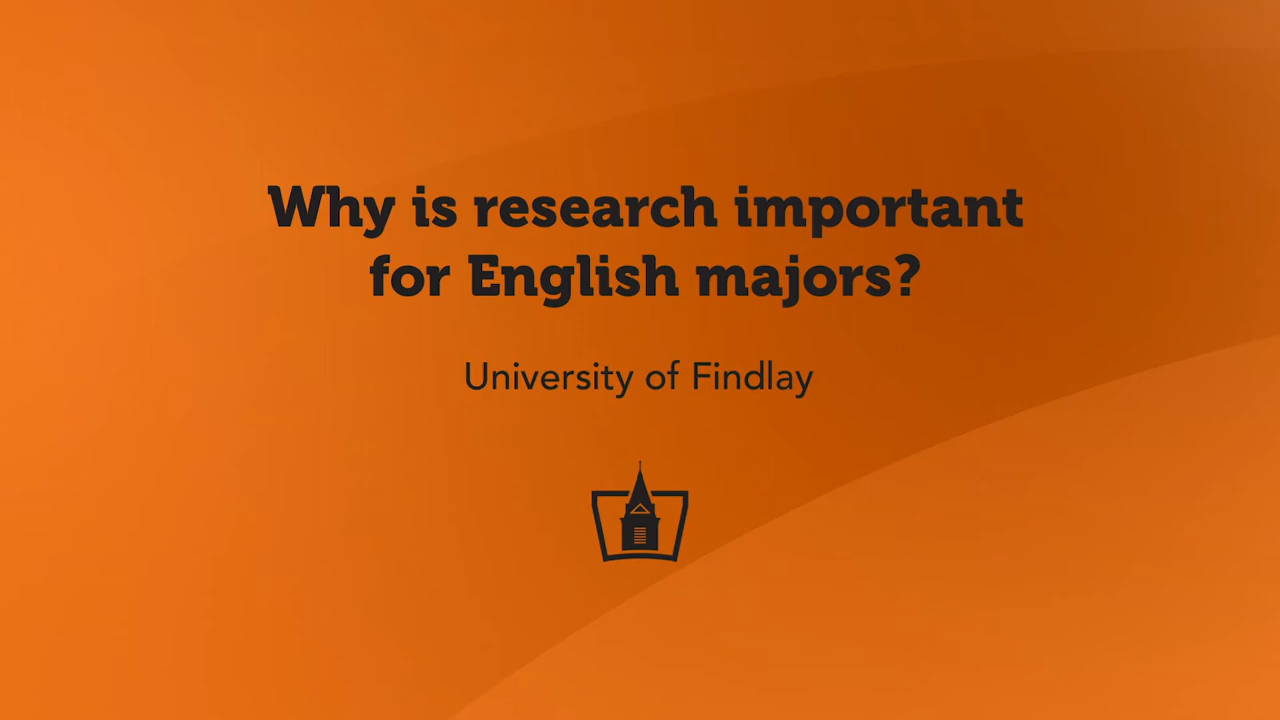 Why is research important
for English majors?
University of Findlay